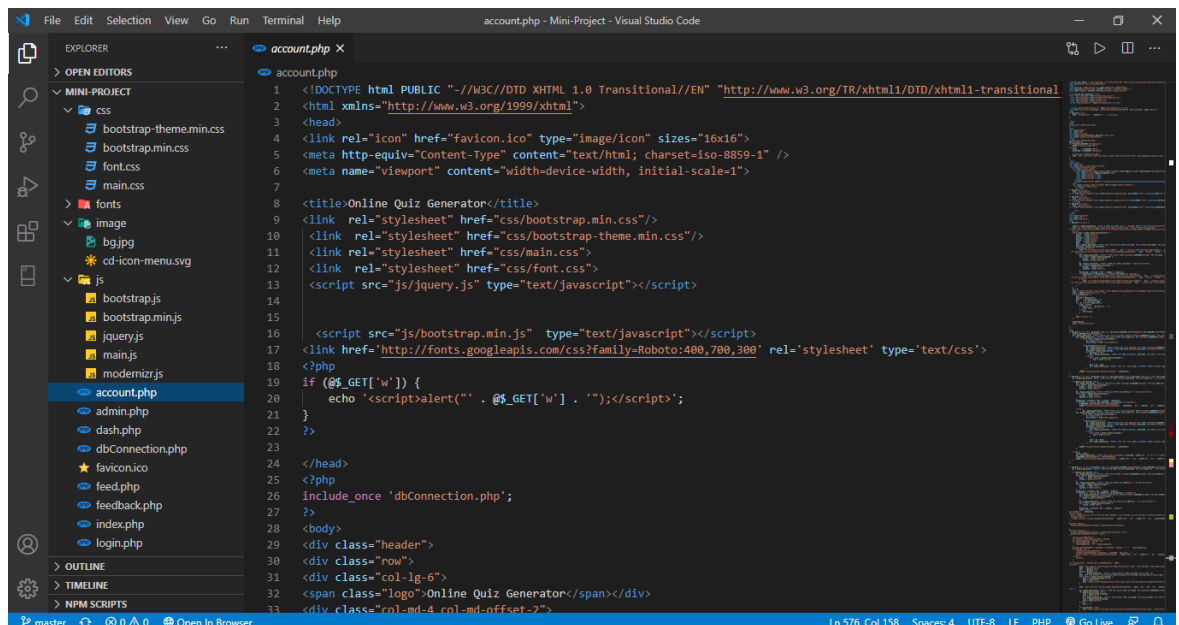 File Edit Selection View Go Run Terminal Help account.php - Mini-Project - Visual Studio Code
EXPLORER
OPEN EDITORS
MINI-PROJECT
css
bootstrap-theme.min.css
bootstrap.min.css
font.css
main.css
fonts
image
bg.jpg
cd-icon-menu.svg
js
bootstrap.js
bootstrap.min.js
jquery.js
main.js
modernizr.js
account.php
admin.php
dash.php
dbConnection.php
favicon.ico
feed.php
feedback.php
index.php
login.php
OUTLINE
TIMELINE
NPM SCRIPTS
account.php
account.php
1 <!DOCTYPE html PUBLIC "-//W3C//DTD XHTML 1.0 Transitional//EN" "http://www.w3.org/TR/xhtml1/DTD/xhtml1-transitional
2 <html xmlns="http://www.w3.org/1999/xhtml">
3 <head>
4 <link rel="icon" href="favicon.ico" type="image/icon" sizes="16x16">
5 <meta http-equiv="Content-Type" content="text/html; charset=iso-8859-1" />
6 <meta name="viewport" content="width=device-width, initial-scale=1">
7
8 <title>Online Quiz Generator</title>
9 <link  rel="stylesheet" href="css/bootstrap.min.css"/>
10 <link  rel="stylesheet" href="css/bootstrap-theme.min.css"/>
11 <link rel="stylesheet" href="css/main.css">
12 <link  rel="stylesheet" href="css/font.css">
13 <script src="js/jquery.js" type="text/javascript"></script>
14
15
16 <script src="js/bootstrap.min.js"  type="text/javascript"></script>
17 <link href='http://fonts.googleapis.com/css?family=Roboto:400,700,300' rel='stylesheet' type='text/css'>
18 <?php
19 if (@$_GET['w']) {
20 echo '<script>alert("' . @$_GET['w'] . '");</script>';
21 }
22 ?>
23
24 </head>
25 <?php
26 include_once 'dbConnection.php';
27 ?>
28 <body>
29 <div class="header">
30 <div class="row">
31 <div class="col-lg-6">
32 <span class="logo">Online Quiz Generator</span></div>
33 <div class="col-md-4 col-md-offset-2">
master 0 0 Open In Browser Ln 576, Col 158 Spaces: 4 UTF-8 LF PHP Go Live